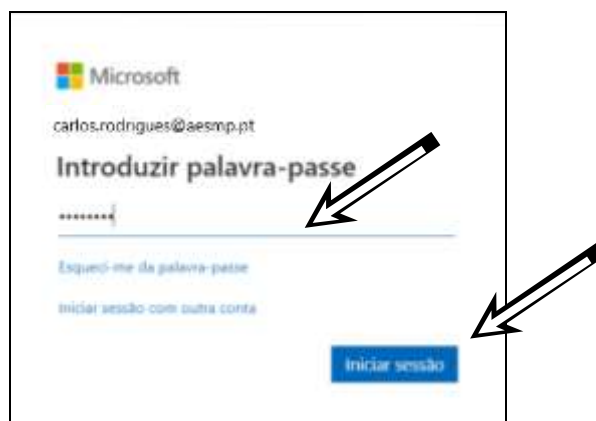 Microsoft
carlos.rodrigues@aesmp.pt
Introduzir palavra-passe
••••••••
Esqueci-me da palavra-passe
Iniciar sessão com outra conta
Iniciar sessão